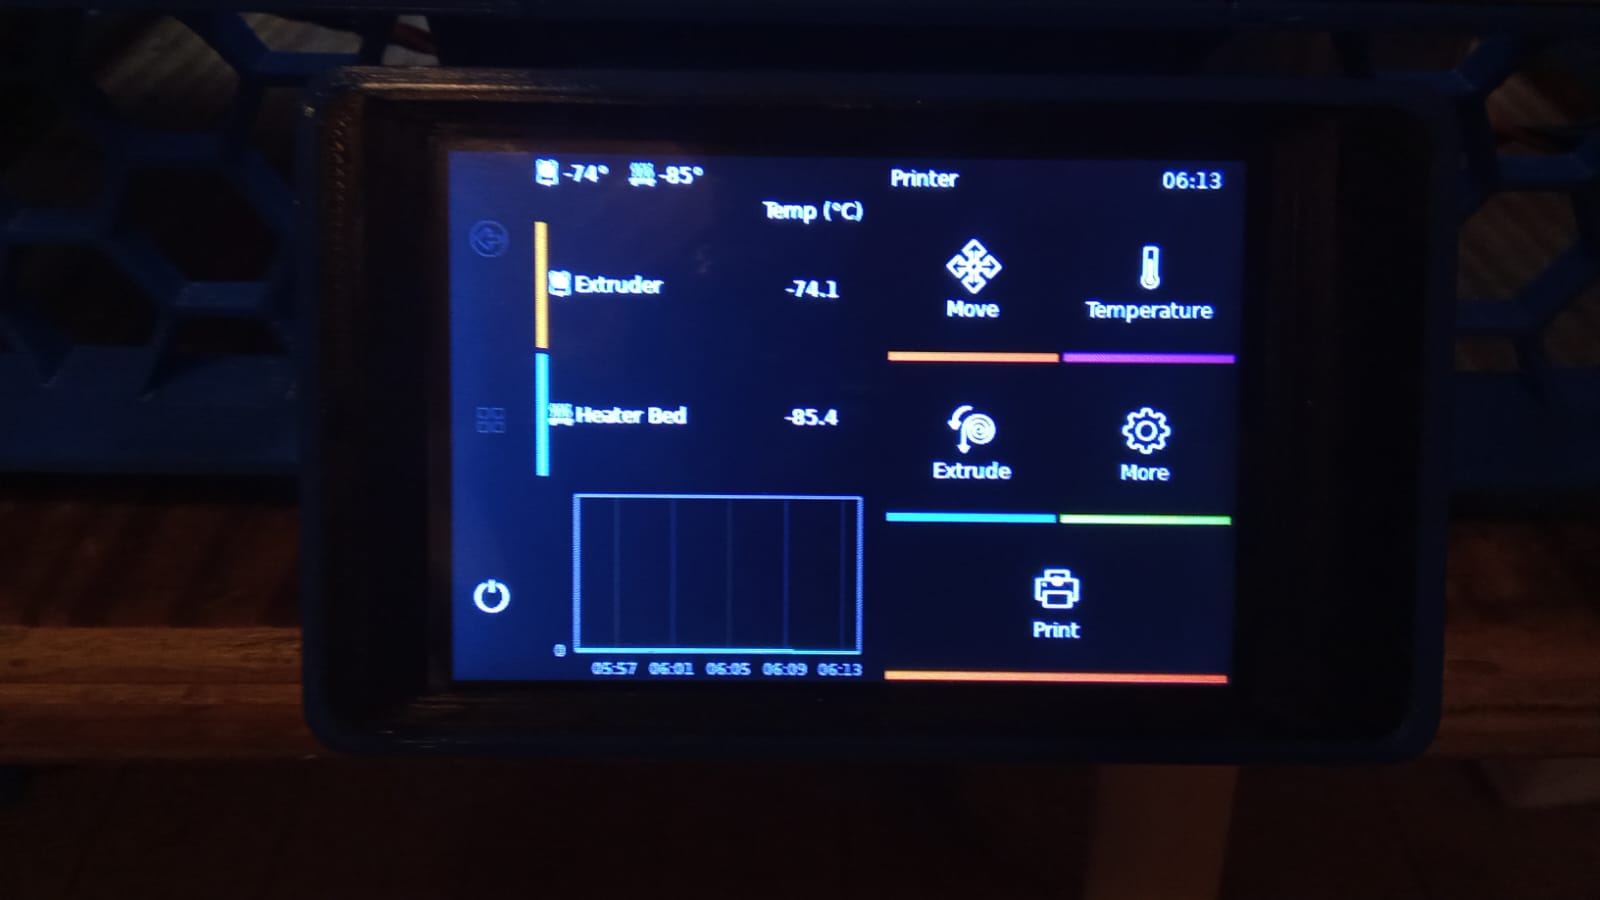 -74° -85°
Printer
06:13
Temp (°C)
Extruder -74.1
Heater Bed -85.4
0
05:57 06:01 06:05 06:09 06:13
Move
Temperature
Extrude
More
Print